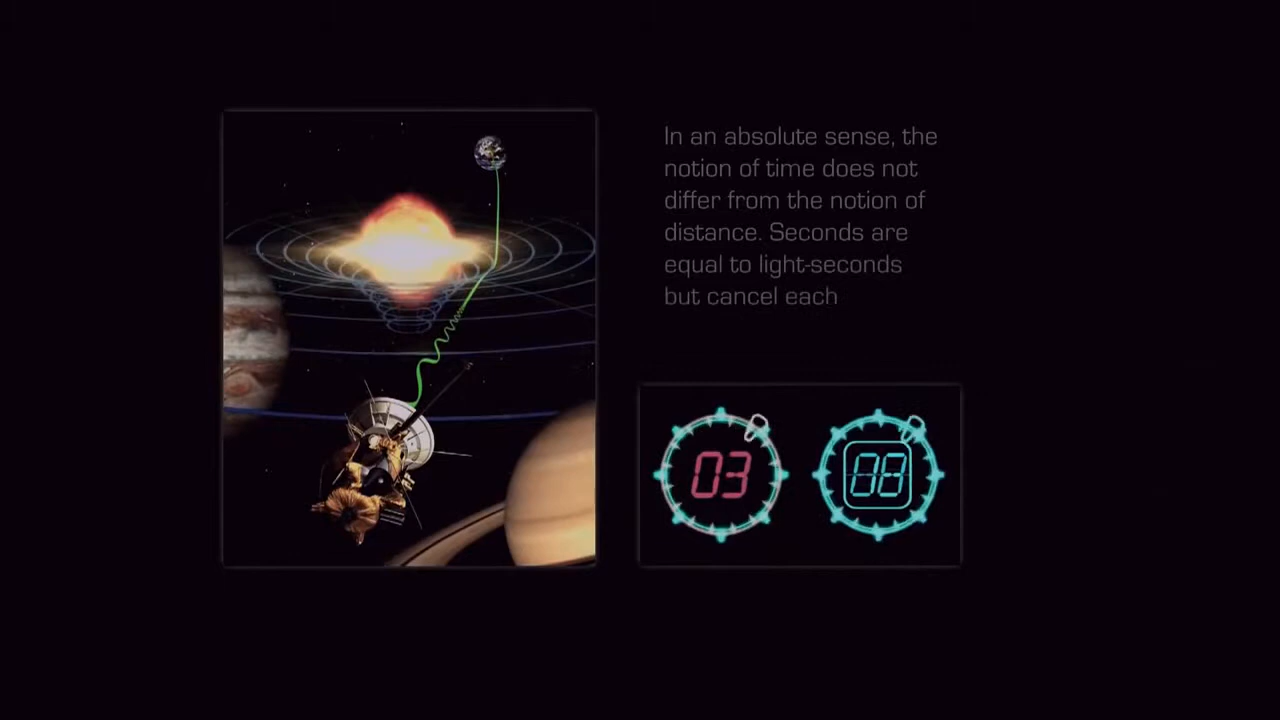 In an absolute sense, the
notion of time does not
differ from the notion of
distance. Seconds are
equal to light-seconds
but cancel each
03
08